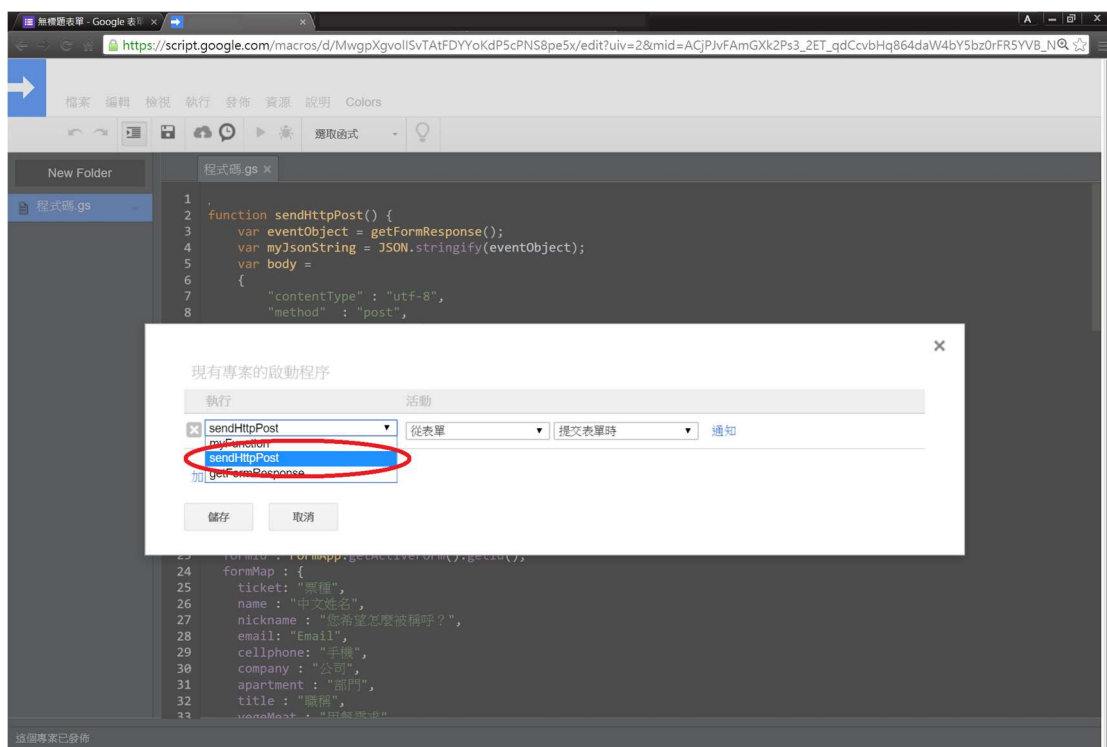 無標題表單 - Google 表單
https://script.google.com/macros/d/MwgpXgvolISvTAtFDYYoKdP5cPNS8pe5x/edit?uiv=2&mid=ACjPJvFAmGXk2Ps3_2ET_qdCcvbHq864daW4bY5bz0rFR5YVB_N
檔案 編輯 檢視 執行 發佈 資源 說明 Colors
選取函式
New Folder
程式碼.gs
程式碼.gs
1
2 function sendHttpPost() {
3 var eventObject = getFormResponse();
4 var myJsonString = JSON.stringify(eventObject);
5 var body =
6 {
7 "contentType" : "utf-8",
8 "method" : "post",
現有專案的啟動程序
執行 活動
sendHttpPost 從表單 提交表單時 通知
myFunction
sendHttpPost
加 getFormResponse
儲存 取消
23 formId : FormApp.getActiveForm().getId(),
24 formMap : {
25 ticket: "票種",
26 name : "中文姓名",
27 nickname : "您希望怎麼被稱呼？",
28 email: "Email",
29 cellphone: "手機",
30 company : "公司",
31 apartment : "部門",
32 title : "職稱",
33 vegeMeat : "用餐需求"
這個專案已發佈